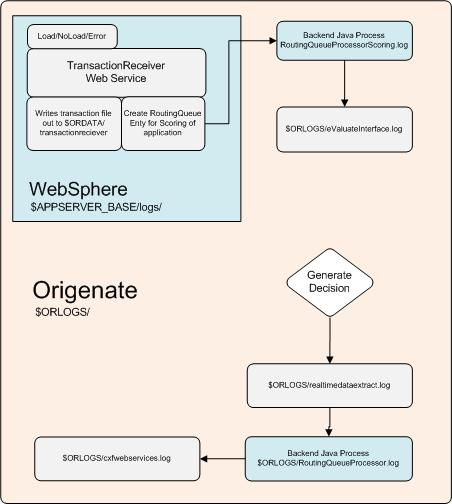 Load/NoLoad/Error
TransactionReceiver
Web Service
Writes transaction file
out to $ORDATA/
transactionreciever
Create RoutingQueue
Enty for Scoring of
application
WebSphere
$APPSERVER_BASE/logs/
Backend Java Process
RoutingQueueProcessorScoring.log
$ORLOGS/eValuateInterface.log
Origenate
$ORLOGS/
Generate
Decision
$ORLOGS/realtimedataextract.log
Backend Java Process
$ORLOGS/RoutingQueueProcessor.log
$ORLOGS/cxfwebservices.log